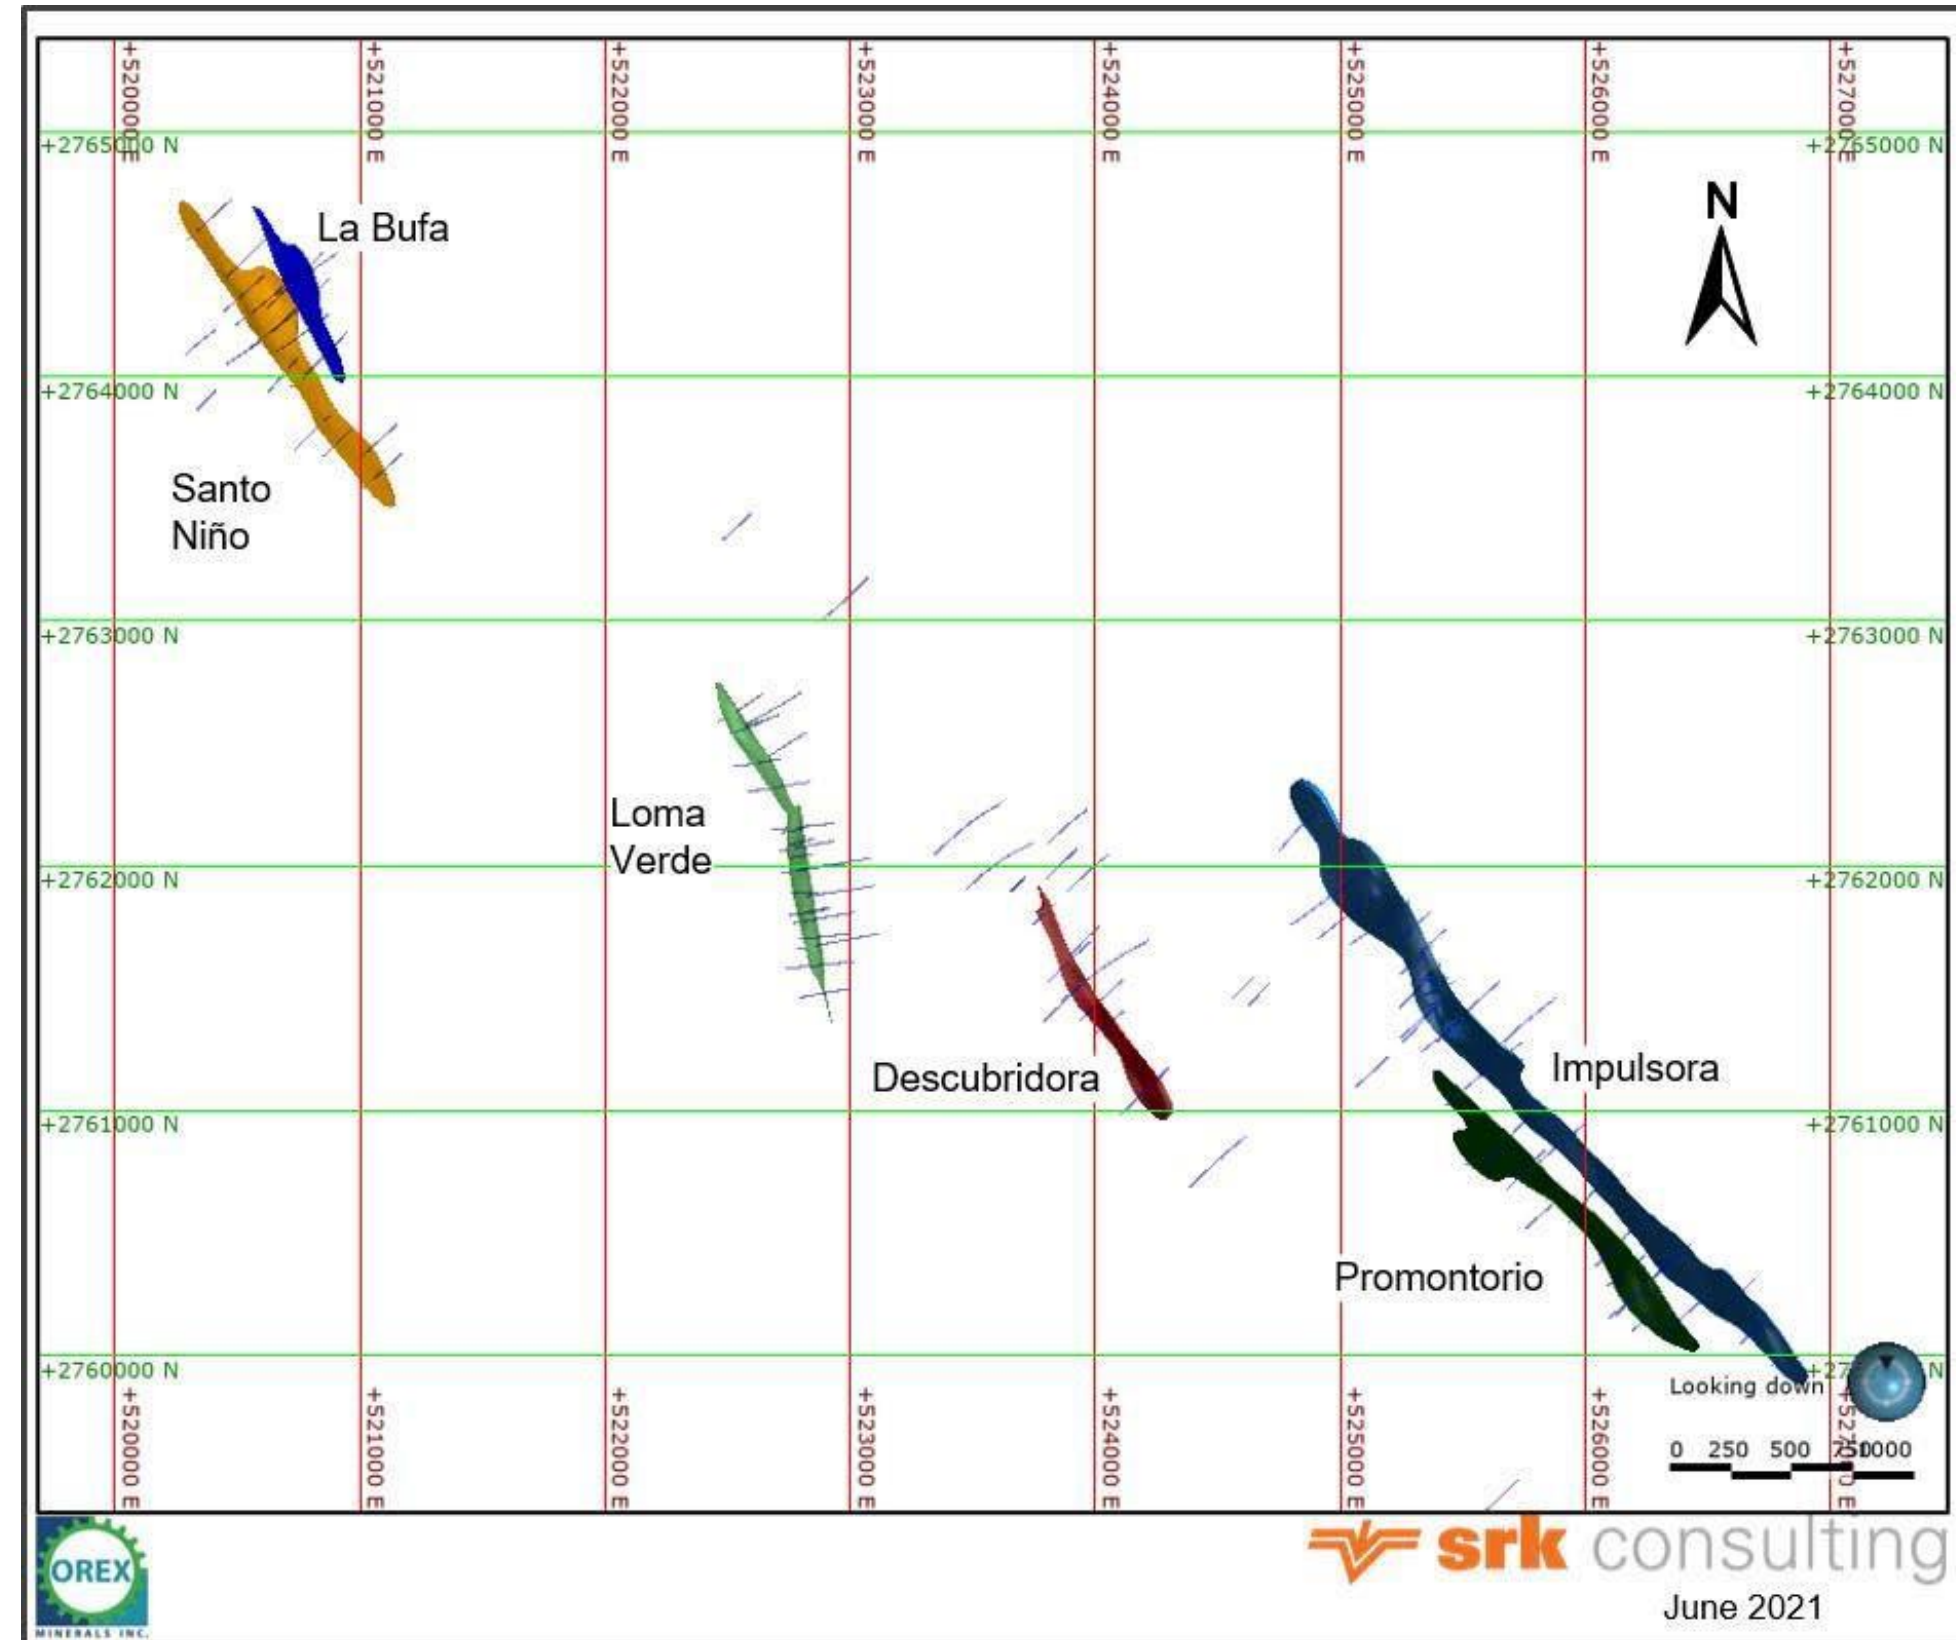 +520000 E
+521000 E
+522000 E
+523000 E
+524000 E
+525000 E
+526000 E
+527000 E
+2765000 N
+2765000 N
N
La Bufa
+2764000 N
+2764000 N
Santo
Niño
+2763000 N
+2763000 N
Loma
Verde
+2762000 N
+2762000 N
Descubridora
Impulsora
+2761000 N
+2761000 N
Promontorio
+2760000 N
Looking down
0 250 500 750 1000
+520000 E
+521000 E
+522000 E
+523000 E
+524000 E
+525000 E
+526000 E
OREX
MINERALS INC.
srk consulting
June 2021